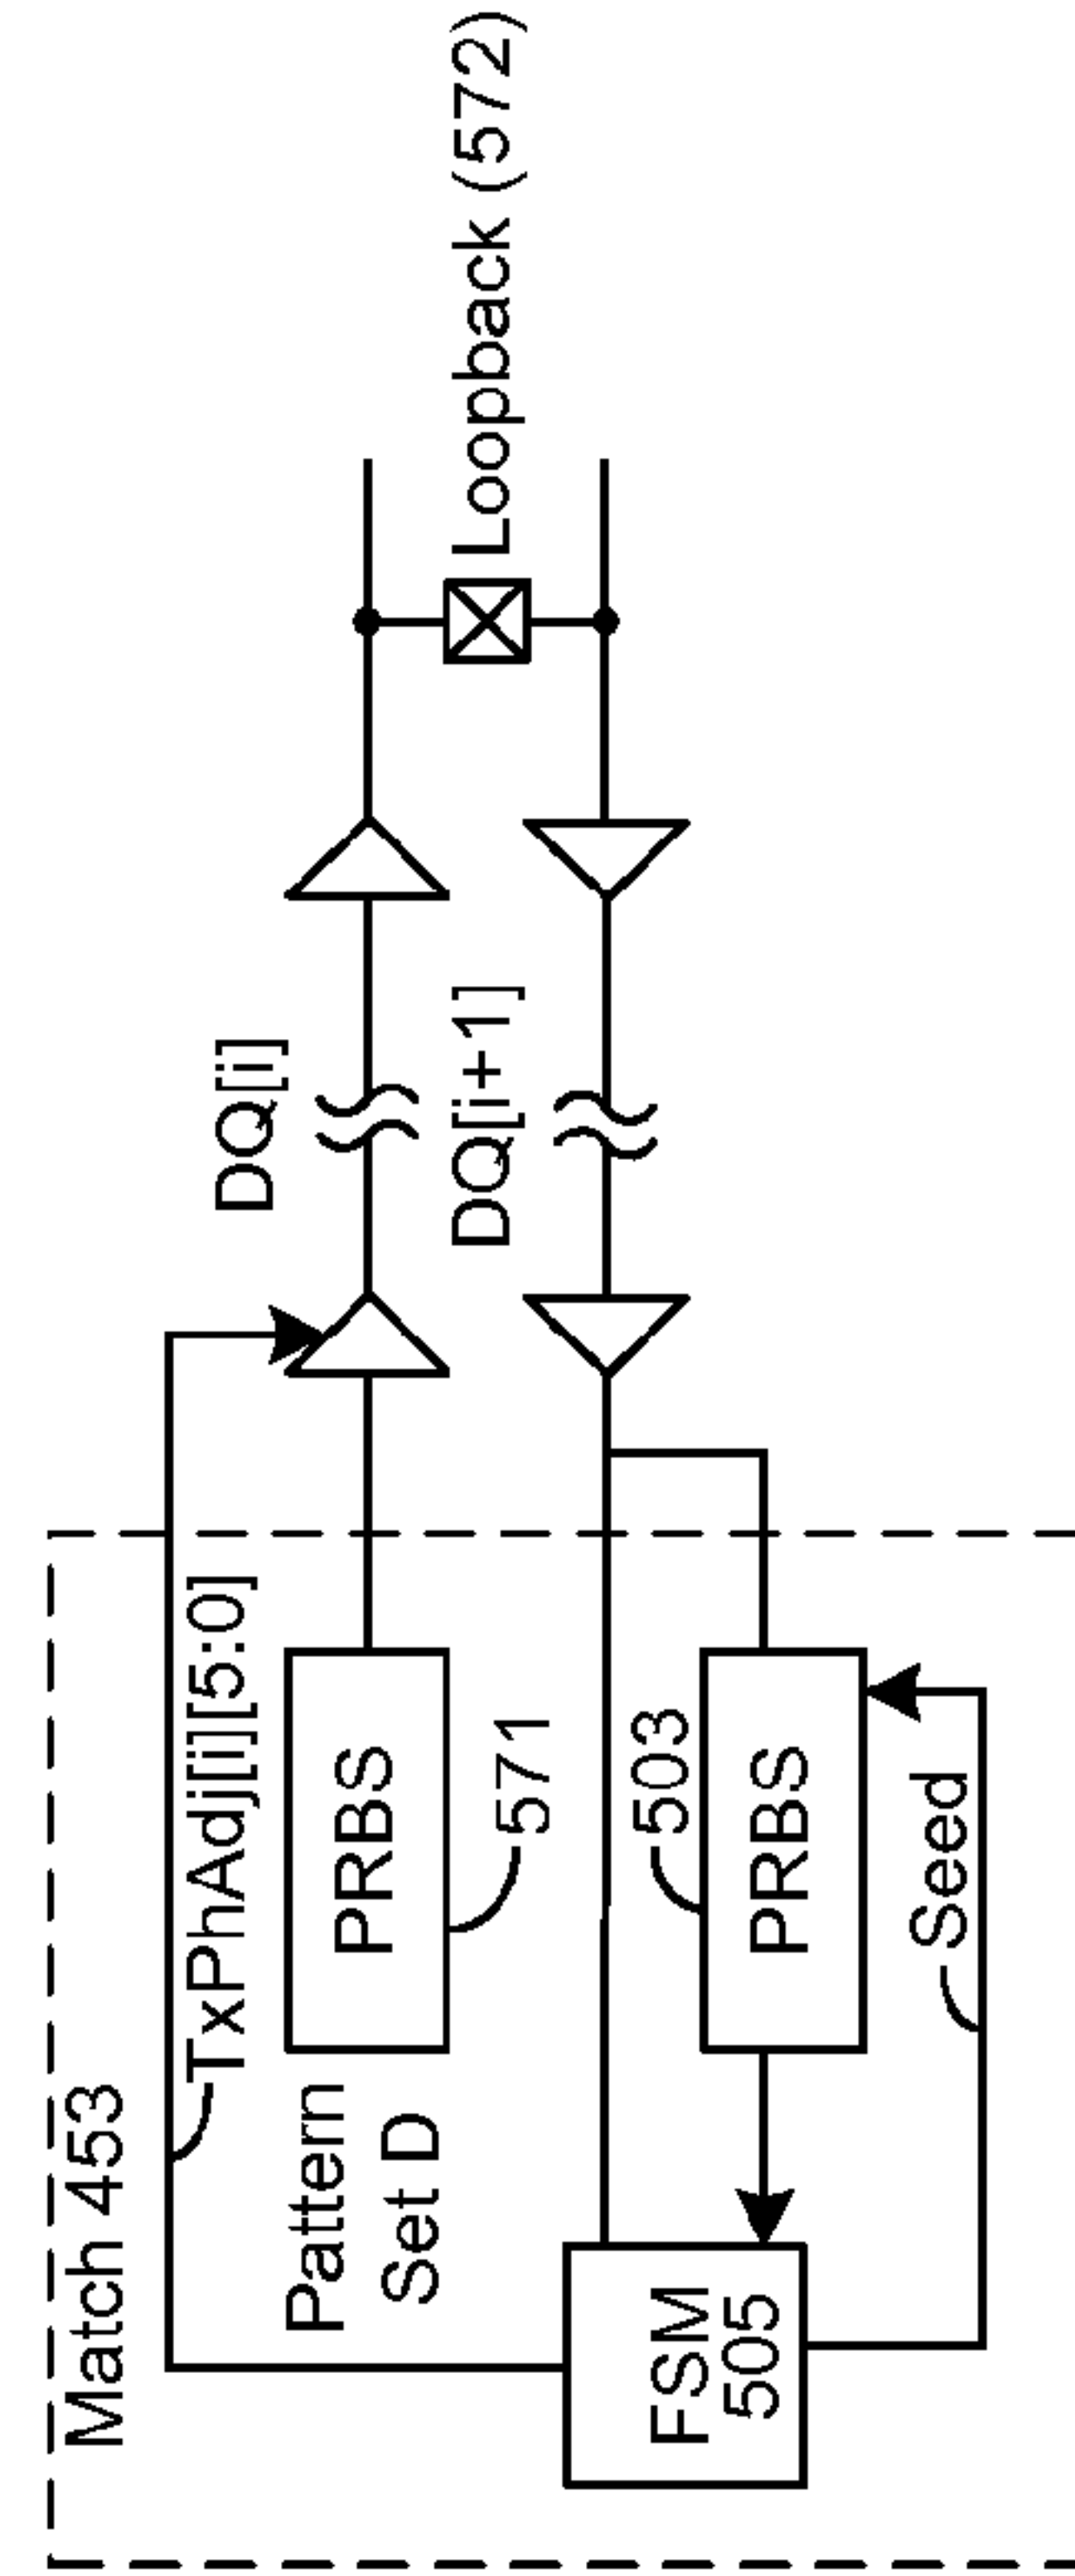 Match 453
TxPhAdj[i][5:0]
DQ[i]
Pattern
Set D
PRBS
571
DQ[i+1]
Loopback (572)
FSM
505
503
PRBS
Seed